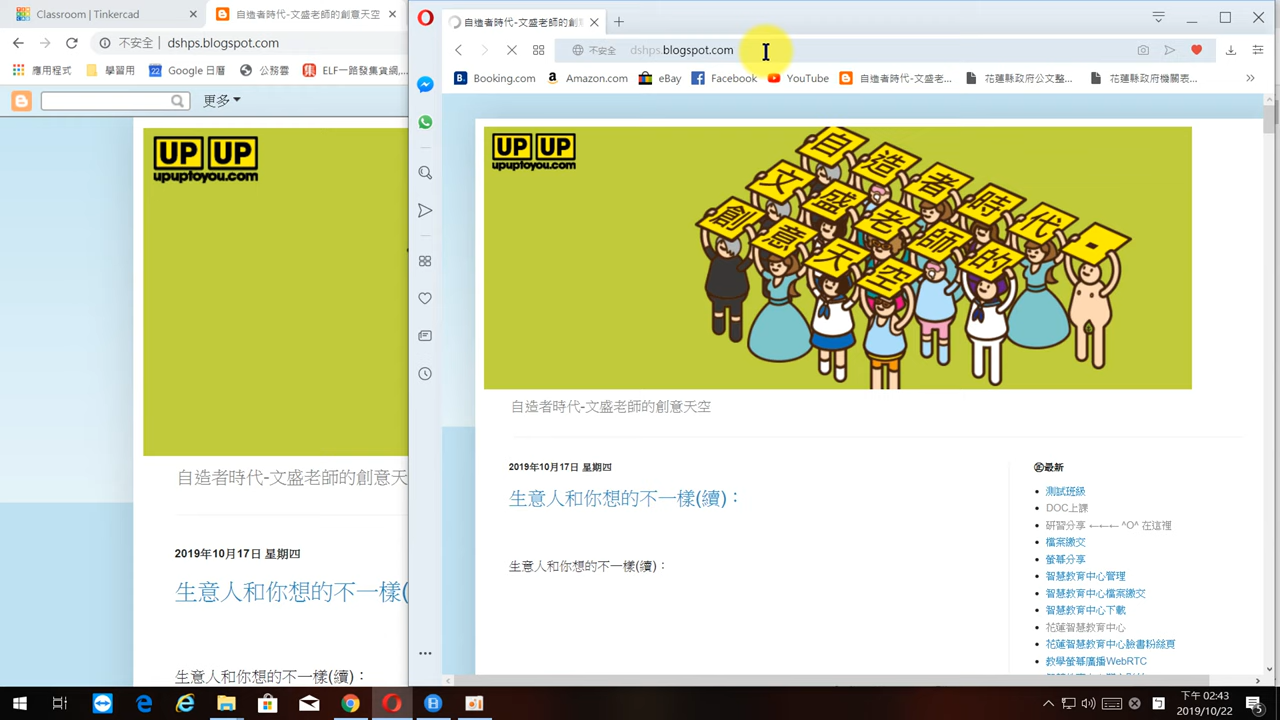 Classroom | Tinkercad
自造者時代-文盛老師的創意天空
不安全 | dshps.blogspot.com
應用程式
學習用
Google 日曆
公務雲
ELF一路發集貨網,
更多
UP UP
upuptoyou.com
自造者時代-文盛老師的創意天
2019年10月17日 星期四
生意人和你想的不一樣(
生意人和你想的不一樣(續)：
自造者時代-文盛老師的創
不安全
dshps.blogspot.com
Booking.com
Amazon.com
eBay
Facebook
YouTube
自造者時代-文盛老...
花蓮縣政府公文整...
花蓮縣政府機關表...
UP UP
upuptoyou.com
自造者時代-
文盛老師的
創意天空
自造者時代-文盛老師的創意天空
2019年10月17日 星期四
生意人和你想的不一樣(續)：
生意人和你想的不一樣(續)：
㊣最新
測試班級
DOC上課
研習分享 ←←←← ^O^ 在這裡
檔案繳交
螢幕分享
智慧教育中心管理
智慧教育中心檔案繳交
智慧教育中心下載
花蓮智慧教育中心
花蓮智慧教育中心臉書粉絲頁
教學螢幕廣播WebRTC
下午 02:43
2019/10/22
5